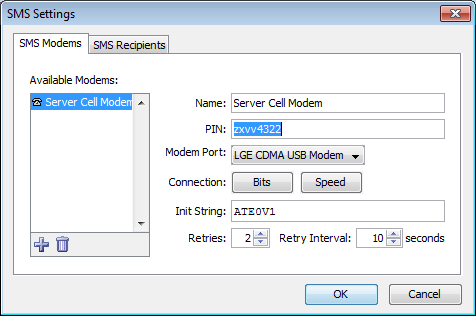 SMS Settings
SMS Modems
SMS Recipients
Available Modems:
Server Cell Modem
Name: Server Cell Modem
PIN: zxvv4322
Modem Port: LGE CDMA USB Modem
Connection: Bits Speed
Init String: ATE0V1
Retries: 2 Retry Interval: 10 seconds
OK Cancel